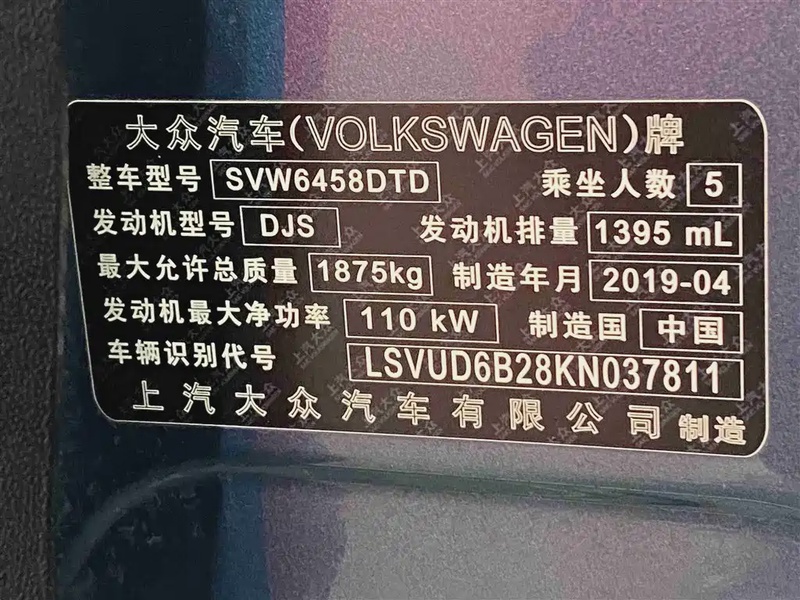 大众汽车(VOLKSWAGEN)牌
整车型号 SVW6458DTD 乘坐人数 5
发动机型号 DJS 发动机排量 1395 mL
最大允许总质量 1875kg 制造年月 2019-04
发动机最大净功率 110 kW 制造国 中国
车辆识别代号 LSVUD6B28KN037811
上汽大众汽车有限公司 制造